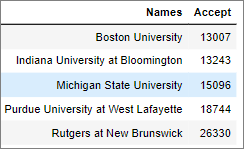 Names Accept
Boston University 13007
Indiana University at Bloomington 13243
Michigan State University 15096
Purdue University at West Lafayette 18744
Rutgers at New Brunswick 26330